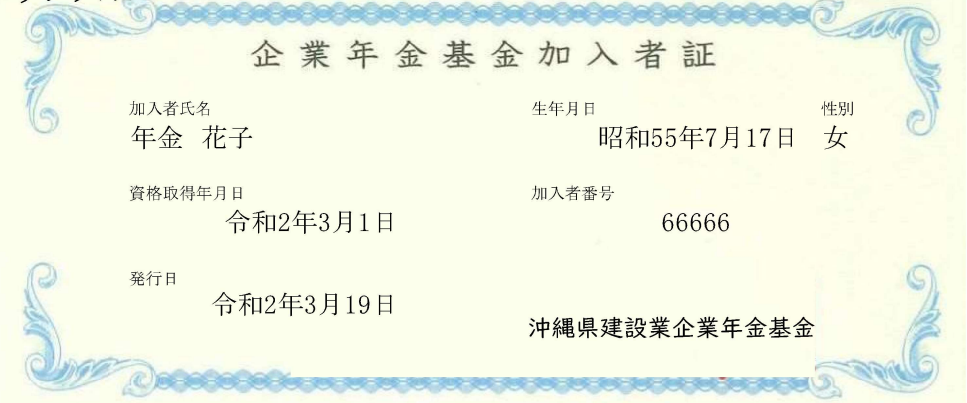 企業年金基金加入者証
加入者氏名 生年月日 性別
年金 花子 昭和55年7月17日 女
資格取得年月日 加入者番号
令和2年3月1日 66666
発行日
令和2年3月19日
沖縄県建設業企業年金基金